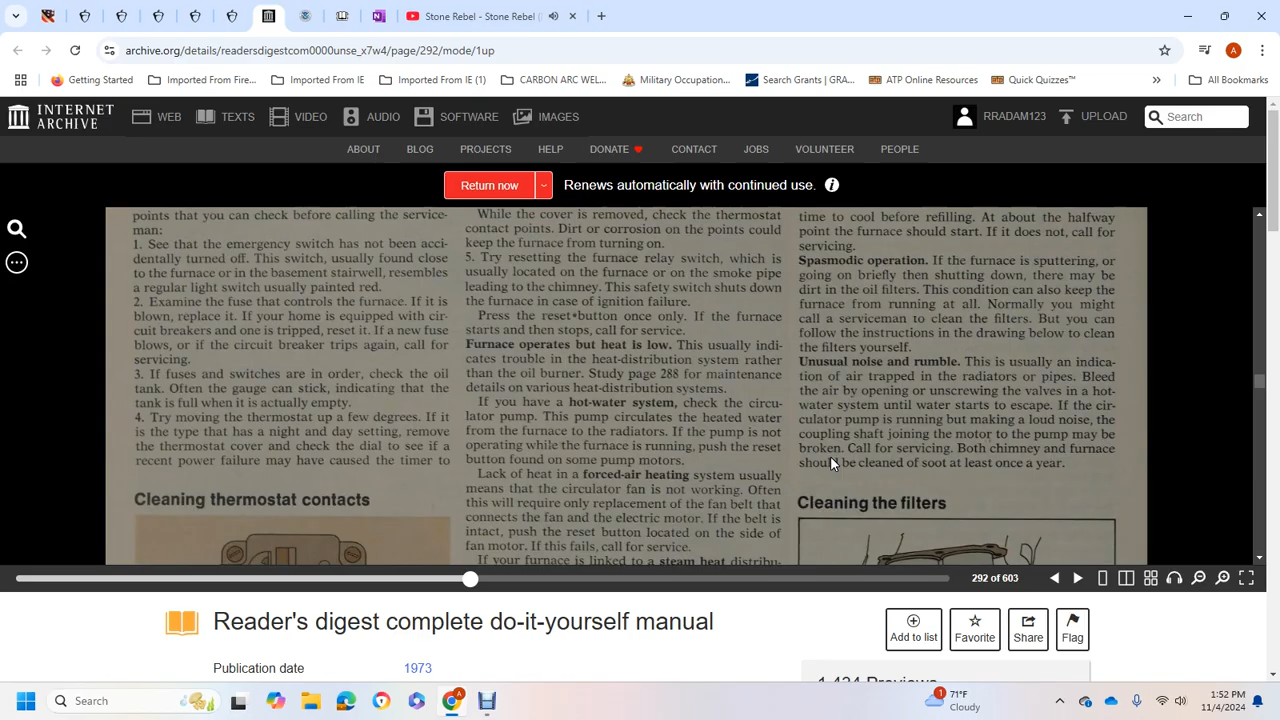 Stone Rebel - Stone Rebel (
archive.org/details/readersdigestcom0000unse_x7w4/page/292/mode/1up
A
Getting Started
Imported From Fire...
Imported From IE
Imported From IE (1)
CARBON ARC WEL...
Military Occupation...
Search Grants | GRA...
ATP Online Resources
Quick Quizzes™
»
All Bookmarks
INTERNET
ARCHIVE
WEB
TEXTS
VIDEO
AUDIO
SOFTWARE
IMAGES
RRADAM123
UPLOAD
Search
ABOUT
BLOG
PROJECTS
HELP
DONATE
CONTACT
JOBS
VOLUNTEER
PEOPLE
Return now
Renews automatically with continued use.
points that you can check before calling the service-
man:
1. See that the emergency switch has not been acci-
dentally turned off. This switch, usually found close
to the furnace or in the basement stairwell, resembles
a regular light switch usually painted red.
2. Examine the fuse that controls the furnace. If it is
blown, replace it. If your home is equipped with cir-
cuit breakers and one is tripped, reset it. If a new fuse
blows, or if the circuit breaker trips again, call for
servicing.
3. If fuses and switches are in order, check the oil
tank. Often the gauge can stick, indicating that the
tank is full when it is actually empty.
4. Try moving the thermostat up a few degrees. If it
is the type that has a night and day setting, remove
the thermostat cover and check the dial to see if a
recent power failure may have caused the timer to
Cleaning thermostat contacts
While the cover is removed, check the thermostat
contact points. Dirt or corrosion on the points could
keep the furnace from turning on.
5. Try resetting the furnace relay switch, which is
usually located on the furnace or on the smoke pipe
leading to the chimney. This safety switch shuts down
the furnace in case of ignition failure.
Press the reset button once only. If the furnace
starts and then stops, call for service.
Furnace operates but heat is low. This usually indi-
cates trouble in the heat-distribution system rather
than the oil burner. Study page 288 for maintenance
details on various heat-distribution systems.
If you have a hot-water system, check the circu-
lator pump. This pump circulates the heated water
from the furnace to the radiators. If the pump is not
operating while the furnace is running, push the reset
button found on some pump motors.
Lack of heat in a forced-air heating system usually
means that the circulator fan is not working. Often
this will require only replacement of the fan belt that
connects the fan and the electric motor. If the belt is
intact, push the reset button located on the side of
fan motor. If this fails, call for service.
If your furnace is linked to a steam heat distribu-
time to cool before refilling. At about the halfway
point the furnace should start. If it does not, call for
servicing.
Spasmodic operation. If the furnace is sputtering, or
going on briefly then shutting down, there may be
dirt in the oil filters. This condition can also keep the
furnace from running at all. Normally you might
call a serviceman to clean the filters. But you can
follow the instructions in the drawing below to clean
the filters yourself.
Unusual noise and rumble. This is usually an indica-
tion of air trapped in the radiators or pipes. Bleed
the air by opening or unscrewing the valves in a hot-
water system until water starts to escape. If the cir-
culator pump is running but making a loud noise, the
coupling shaft joining the motor to the pump may be
broken. Call for servicing. Both chimney and furnace
should be cleaned of soot at least once a year.
Cleaning the filters
292 of 603
Reader's digest complete do-it-yourself manual
Add to list
Favorite
Share
Flag
Publication date
1973
1,434 Previews
Search
1
71°F
Cloudy
1:52 PM
11/4/2024